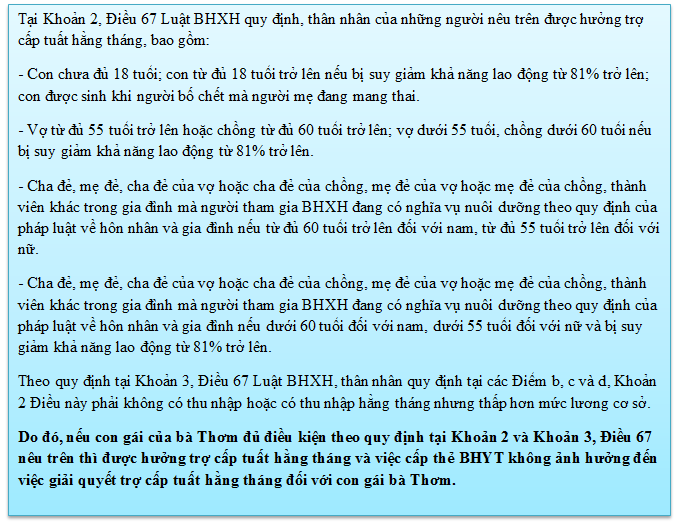 Tại Khoản 2, Điều 67 Luật BHXH quy định, thân nhân của những người nêu trên được hưởng trợ
cấp tuất hằng tháng, bao gồm:
- Con chưa đủ 18 tuổi; con từ đủ 18 tuổi trở lên nếu bị suy giảm khả năng lao động từ 81% trở lên;
con được sinh khi người bố chết mà người mẹ đang mang thai.
- Vợ từ đủ 55 tuổi trở lên hoặc chồng từ đủ 60 tuổi trở lên; vợ dưới 55 tuổi, chồng dưới 60 tuổi nếu
bị suy giảm khả năng lao động từ 81% trở lên.
- Cha đẻ, mẹ đẻ, cha đẻ của vợ hoặc cha đẻ của chồng, mẹ đẻ của vợ hoặc mẹ đẻ của chồng, thành
viên khác trong gia đình mà người tham gia BHXH đang có nghĩa vụ nuôi dưỡng theo quy định của
pháp luật về hôn nhân và gia đình nếu từ đủ 60 tuổi trở lên đối với nam, từ đủ 55 tuổi trở lên đối với
nữ.
- Cha đẻ, mẹ đẻ, cha đẻ của vợ hoặc cha đẻ của chồng, mẹ đẻ của vợ hoặc mẹ đẻ của chồng, thành
viên khác trong gia đình mà người tham gia BHXH đang có nghĩa vụ nuôi dưỡng theo quy định của
pháp luật về hôn nhân và gia đình nếu dưới 60 tuổi đối với nam, dưới 55 tuổi đối với nữ và bị suy
giảm khả năng lao động từ 81% trở lên.
Theo quy định tại Khoản 3, Điều 67 Luật BHXH, thân nhân quy định tại các Điểm b, c và d, Khoản
2 Điều này phải không có thu nhập hoặc có thu nhập hằng tháng nhưng thấp hơn mức lương cơ sở.
Do đó, nếu con gái của bà Thơm đủ điều kiện theo quy định tại Khoản 2 và Khoản 3, Điều 67
nêu trên thì được hưởng trợ cấp tuất hằng tháng và việc cấp thẻ BHYT không ảnh hưởng đến
việc giải quyết trợ cấp tuất hằng tháng đối với con gái bà Thơm.